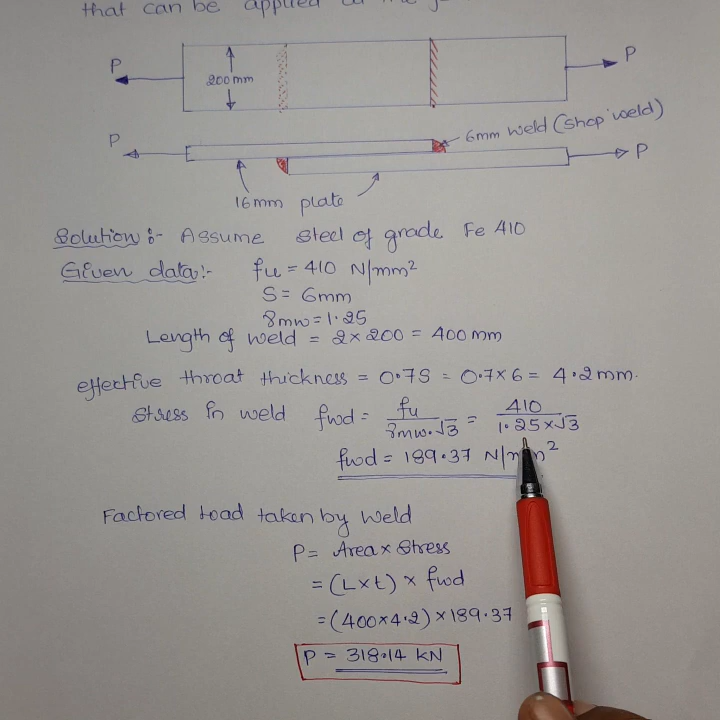 that can be applied
P
200mm
P
P
6mm weld (shop weld)
P
16mm plate
Solution :- Assume steel of grade Fe 410
Given data:- fu = 410 N/mm²
S = 6mm
γmw = 1.25
Length of weld = 2×200 = 400 mm
effective throat thickness = 0.7S = 0.7×6 = 4.2mm.
Stress in weld fwd = fu/γmw.√3 = 410/1.25×√3
fwd = 189.37 N/mm²
Factored load taken by weld
P = Area × Stress
= (L×t) × fwd
= (400×4.2) × 189.37
P = 318.14 kN